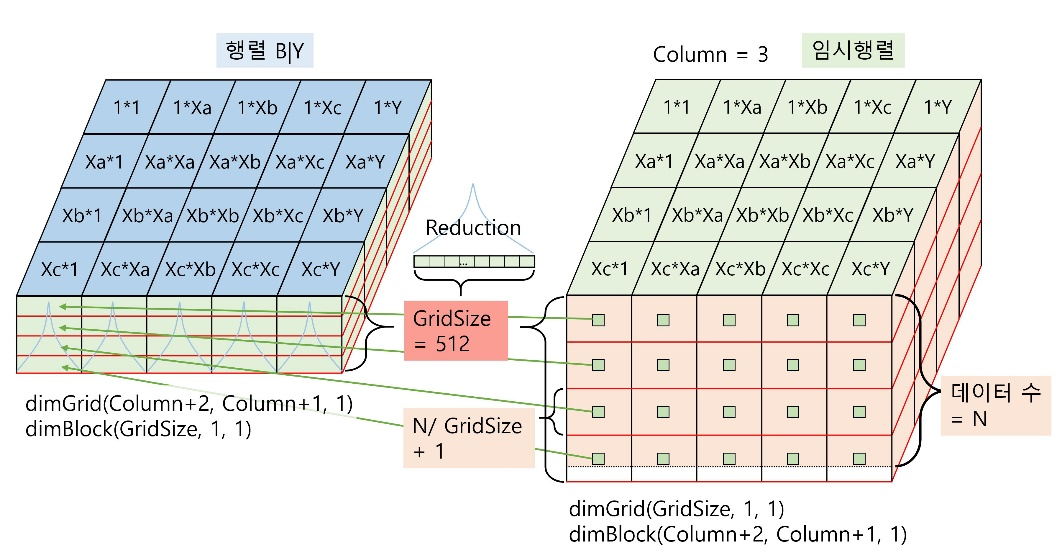 행렬 B|Y
Column = 3
임시행렬
1*1 1*Xa 1*Xb 1*Xc 1*Y
Xa*1 Xa*Xa Xa*Xb Xa*Xc Xa*Y
Xb*1 Xb*Xa Xb*Xb Xb*Xc Xb*Y
Xc*1 Xc*Xa Xc*Xb Xc*Xc Xc*Y
Reduction
...
1*1 1*Xa 1*Xb 1*Xc 1*Y
Xa*1 Xa*Xa Xa*Xb Xa*Xc Xa*Y
Xb*1 Xb*Xa Xb*Xb Xb*Xc Xb*Y
Xc*1 Xc*Xa Xc*Xb Xc*Xc Xc*Y
GridSize
= 512
N/ GridSize
+ 1
데이터 수
= N
dimGrid(Column+2, Column+1, 1)
dimBlock(GridSize, 1, 1)
dimGrid(GridSize, 1, 1)
dimBlock(Column+2, Column+1, 1)